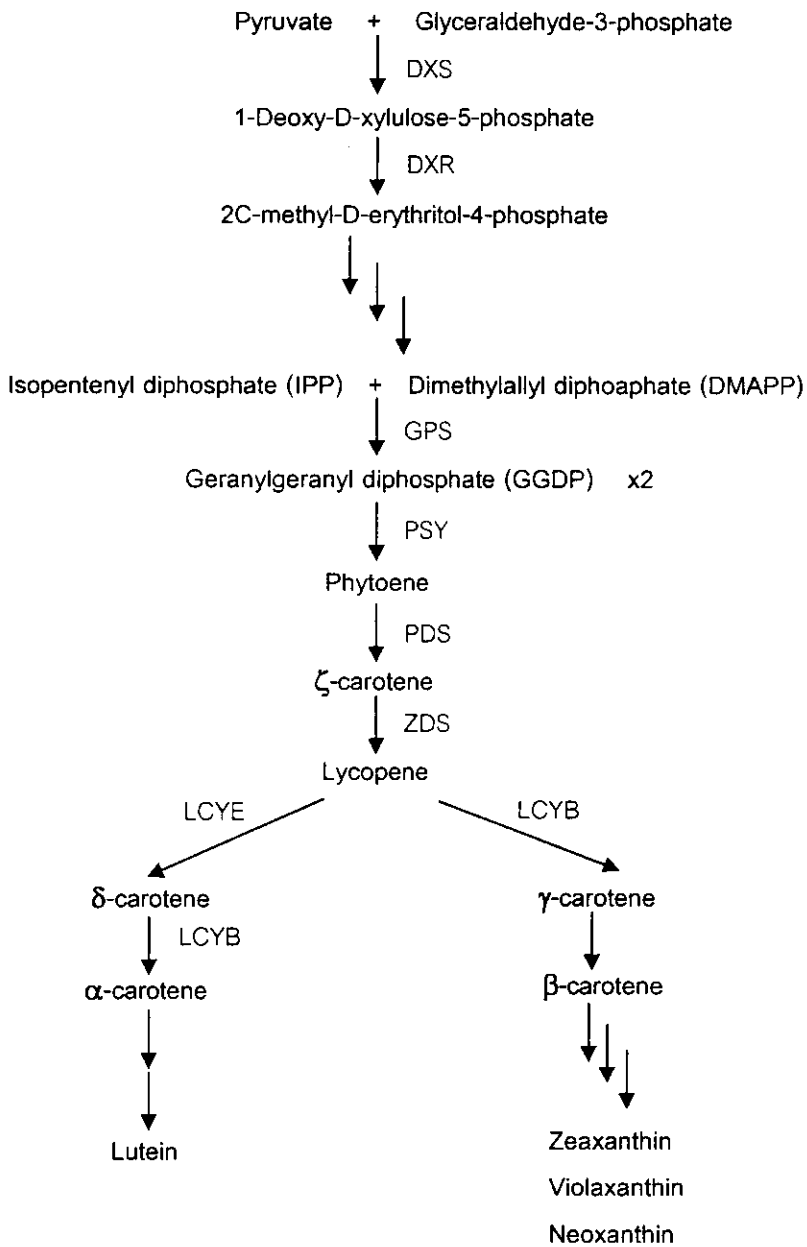 Pyruvate + Glyceraldehyde-3-phosphate
DXS
1-Deoxy-D-xylulose-5-phosphate
DXR
2C-methyl-D-erythritol-4-phosphate
Isopentenyl diphosphate (IPP) + Dimethylallyl diphoaphate (DMAPP)
GPS
Geranylgeranyl diphosphate (GGDP) x2
PSY
Phytoene
PDS
ζ-carotene
ZDS
Lycopene
LCYE LCYB
δ-carotene γ-carotene
LCYB
α-carotene β-carotene
Lutein Zeaxanthin
Violaxanthin
Neoxanthin